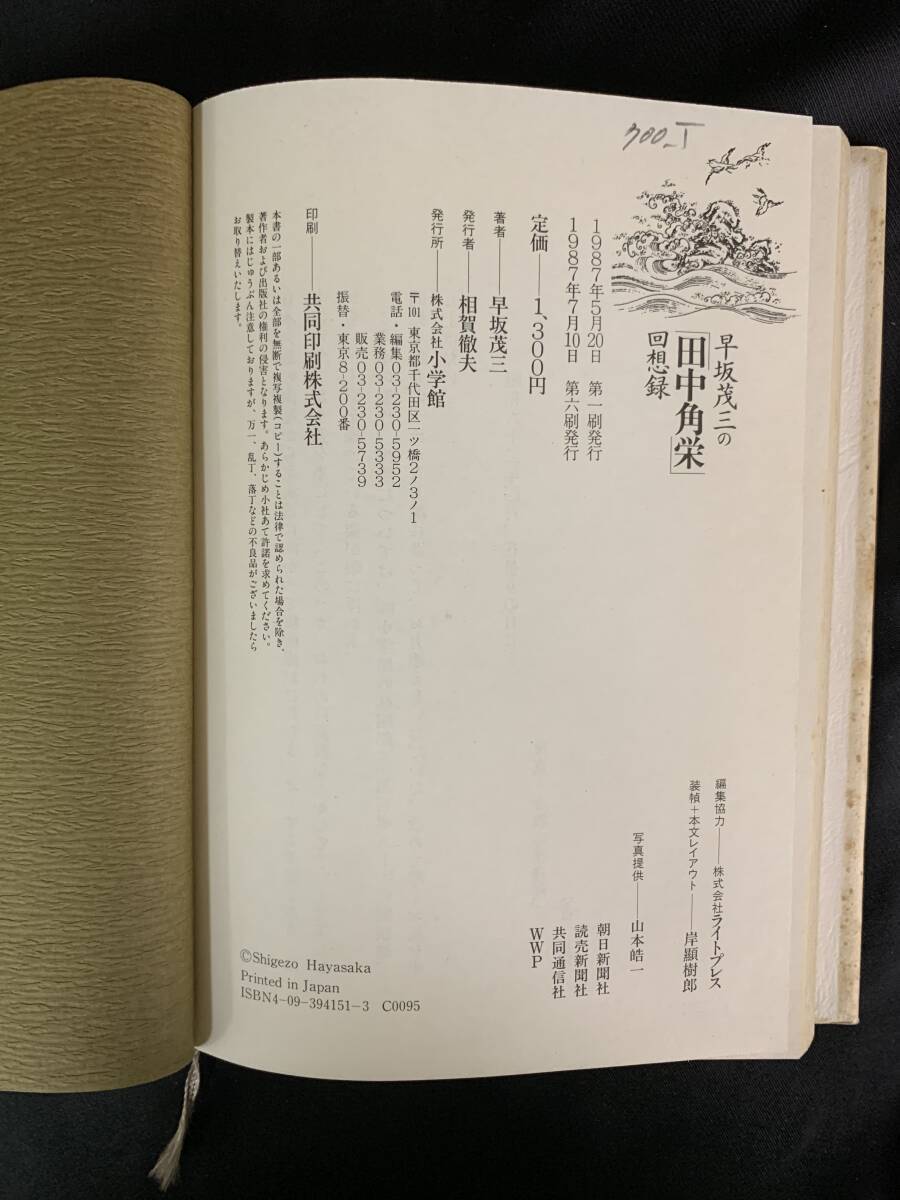 700.-
早坂茂三の
「田中角栄」
回想録
1987年5月20日 第一刷発行
1987年7月10日 第六刷発行
定価——1,300円
著者——早坂茂三
発行者——相賀徹夫
発行所——株式会社 小学館
〒101 東京都千代田区一ツ橋2ノ3ノ1
電話・編集03-230-5952
業務03-230-5333
販売03-230-5739
振替・東京8-200番
印刷——共同印刷株式会社
本書の一部あるいは全部を無断で複写複製(コピー)することは法律で認められた場合を除き、
著作者および出版社の権利の侵害となります。あらかじめ小社あて許諾を求めてください。
製本にはじゅうぶん注意しておりますが、万一、乱丁、落丁などの不良品がございましたら
お取り替えいたします。
編集協力——株式会社ライトプレス
装幀+本文レイアウト——岸顯樹郎
写真提供——山本皓一
朝日新聞社
読売新聞社
共同通信社
WWP
©Shigezo Hayasaka
Printed in Japan
ISBN4-09-394151-3 C0095